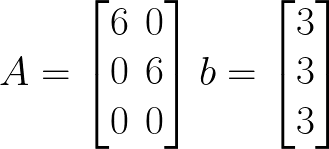 A = [6 0; 0 6; 0 0] b = [3; 3; 3]